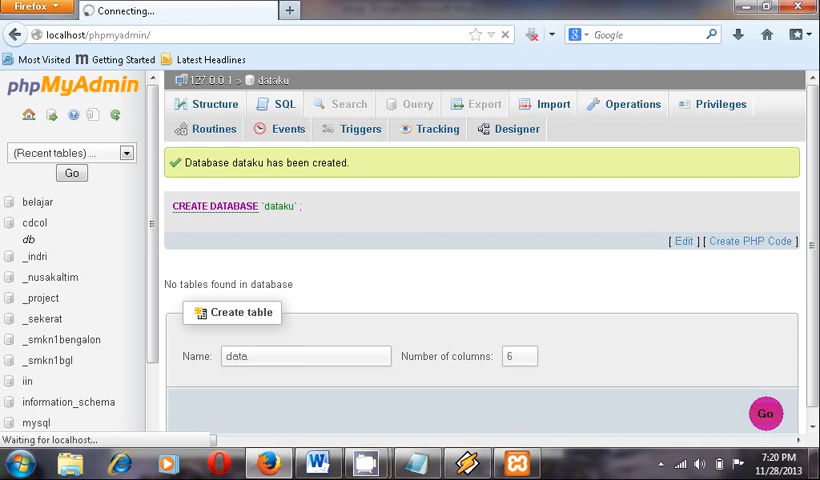 Firefox
Connecting...
localhost/phpmyadmin/
Google
Most Visited
Getting Started
Latest Headlines
phpMyAdmin
127.0.0.1 > dataku
Structure
SQL
Search
Query
Export
Import
Operations
Privileges
Routines
Events
Triggers
Tracking
Designer
(Recent tables) ...
Go
Database dataku has been created.
CREATE DATABASE `dataku` ;
[ Edit ] [ Create PHP Code ]
belajar
cdcol
db
_indri
_nusakaltim
_project
_sekerat
_smkn1bengalon
_smkn1bgl
iin
information_schema
mysql
No tables found in database
Create table
Name: data
Number of columns: 6
Go
Waiting for localhost...
7:20 PM
11/28/2013